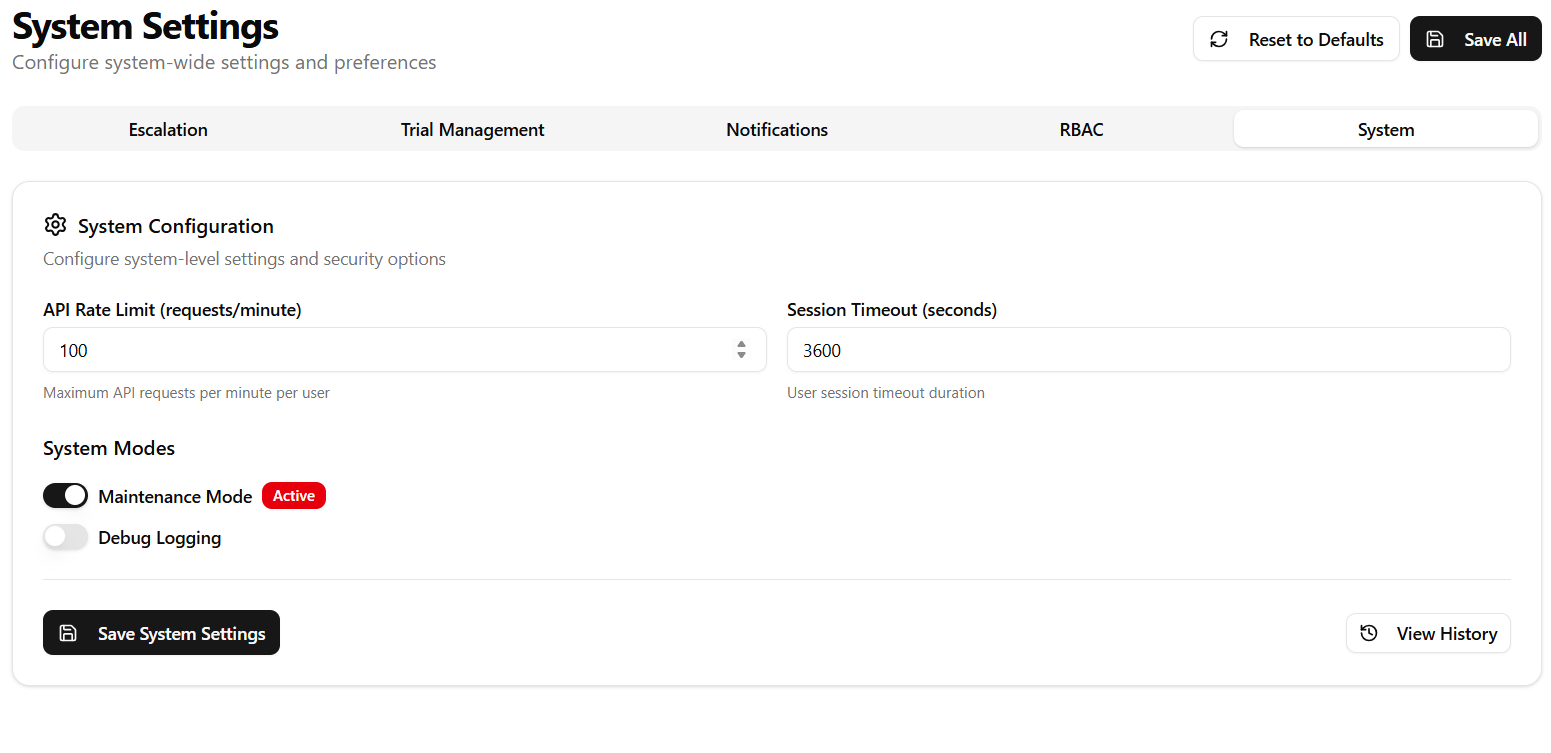 System Settings
Configure system-wide settings and preferences
Reset to Defaults
Save All
Escalation
Trial Management
Notifications
RBAC
System
System Configuration
Configure system-level settings and security options
API Rate Limit (requests/minute)
100
Maximum API requests per minute per user
Session Timeout (seconds)
3600
User session timeout duration
System Modes
Maintenance Mode Active
Debug Logging
Save System Settings
View History